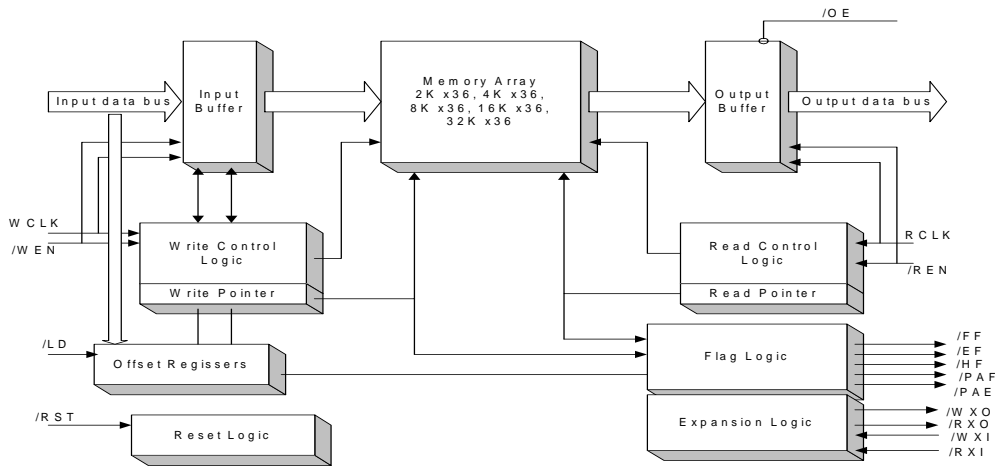 /OE
Input data bus
Input
Buffer
Memory Array
2K x36, 4K x36,
8K x36, 16K x36,
32K x36
Output
Buffer
Output data bus
WCLK
/WEN
Write Control
Logic
Write Pointer
Read Control
Logic
Read Pointer
RCLK
/REN
/LD
Offset Regissers
Flag Logic
/FF
/EF
/HF
/PAF
/PAE
/RST
Reset Logic
Expansion Logic
/WXO
/RXO
/WXI
/RXI